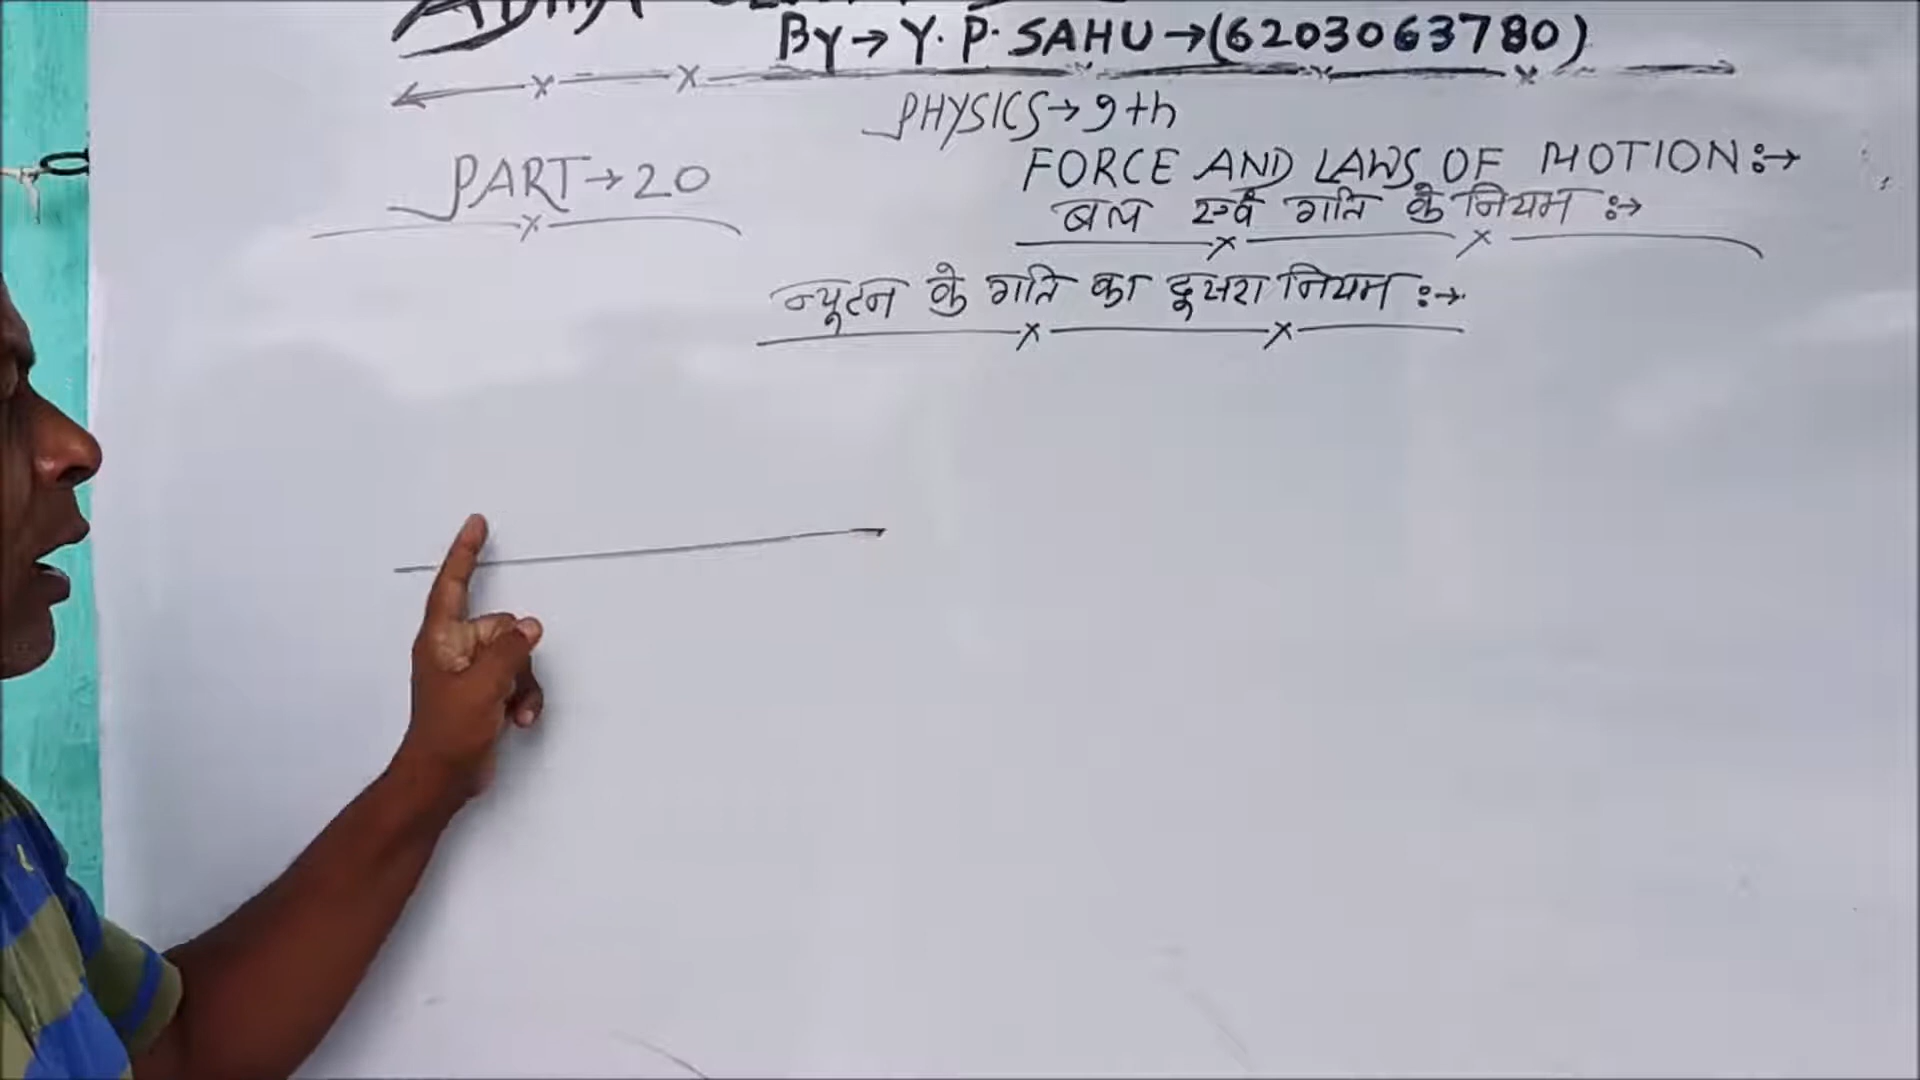 By → Y. P. SAHU → (6203063780)
PHYSICS → 9th
PART → 20
FORCE AND LAWS OF MOTION :→
बल एवं गति के नियम :→
न्यूटन के गति का दूसरा नियम :→